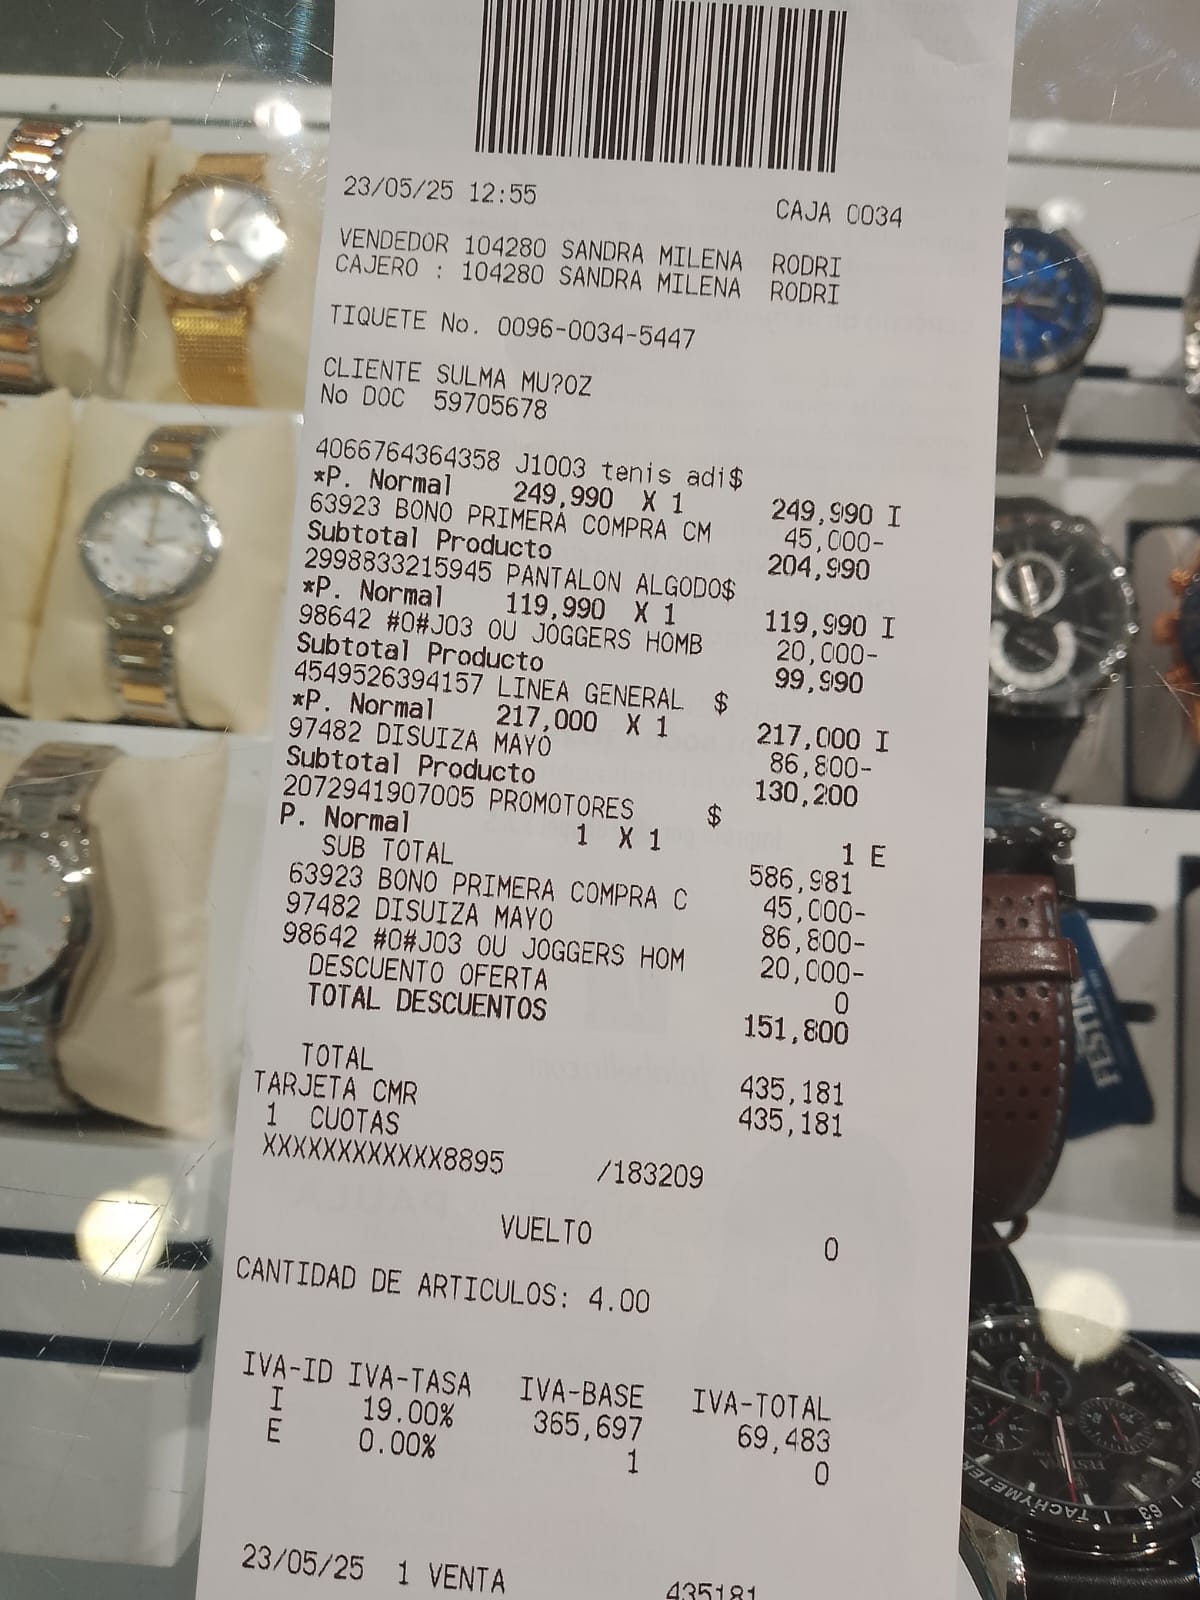 23/05/25 12:55 CAJA 0034
VENDEDOR 104280 SANDRA MILENA RODRI
CAJERO : 104280 SANDRA MILENA RODRI
TIQUETE No. 0096-0034-5447
CLIENTE SULMA MU?OZ
No DOC 59705678
4066764364358 J1003 tenis adi$
*P. Normal 249,990 X 1 249,990 I
63923 BONO PRIMERA COMPRA CM 45,000-
Subtotal Producto 204,990
2998833215945 PANTALON ALGODO$
*P. Normal 119,990 X 1 119,990 I
98642 #0#J03 OU JOGGERS HOMB 20,000-
Subtotal Producto 99,990
4549526394157 LINEA GENERAL $
*P. Normal 217,000 X 1 217,000 I
97482 DISUIZA MAYO 86,800-
Subtotal Producto 130,200
2072941907005 PROMOTORES $
P. Normal 1 X 1 1 E
SUB TOTAL 586,981
63923 BONO PRIMERA COMPRA C 45,000-
97482 DISUIZA MAYO 86,800-
98642 #0#J03 OU JOGGERS HOM 20,000-
DESCUENTO OFERTA 0
TOTAL DESCUENTOS 151,800
TOTAL 435,181
TARJETA CMR 435,181
1 CUOTAS
XXXXXXXXXXXX8895 /183209
VUELTO 0
CANTIDAD DE ARTICULOS: 4.00
IVA-ID IVA-TASA IVA-BASE IVA-TOTAL
I 19.00% 365,697 69,483
E 0.00% 1 0
23/05/25 1 VENTA 435181
FESTINA
FESTINA
TACHYMETER
63